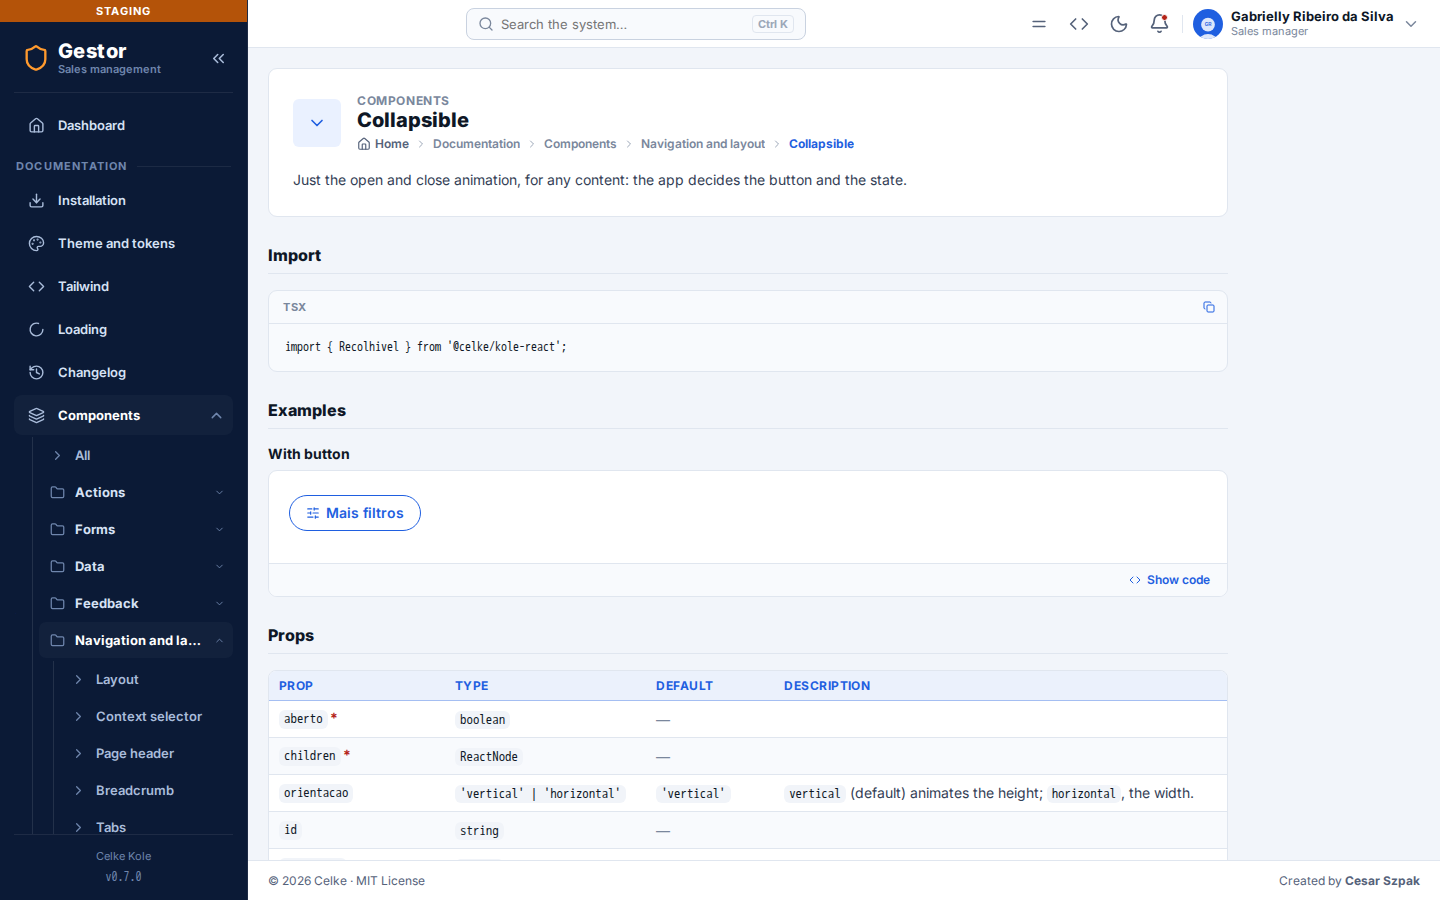 STAGING
Gestor
Sales management
Dashboard
DOCUMENTATION
Installation
Theme and tokens
Tailwind
Loading
Changelog
Components
All
Actions
Forms
Data
Feedback
Navigation and la...
Layout
Context selector
Page header
Breadcrumb
Tabs
Celke Kole
v0.7.0
Search the system...
Ctrl K
Gabrielly Ribeiro da Silva
Sales manager
COMPONENTS
Collapsible
Home > Documentation > Components > Navigation and layout > Collapsible
Just the open and close animation, for any content: the app decides the button and the state.
Import
TSX
import { Recolhivel } from '@celke/kole-react';
Examples
With button
Mais filtros
Show code
Props
PROP TYPE DEFAULT DESCRIPTION
aberto * boolean —
children * ReactNode —
orientacao 'vertical' | 'horizontal' 'vertical' vertical (default) animates the height; horizontal, the width.
id string —
© 2026 Celke · MIT License
Created by Cesar Szpak